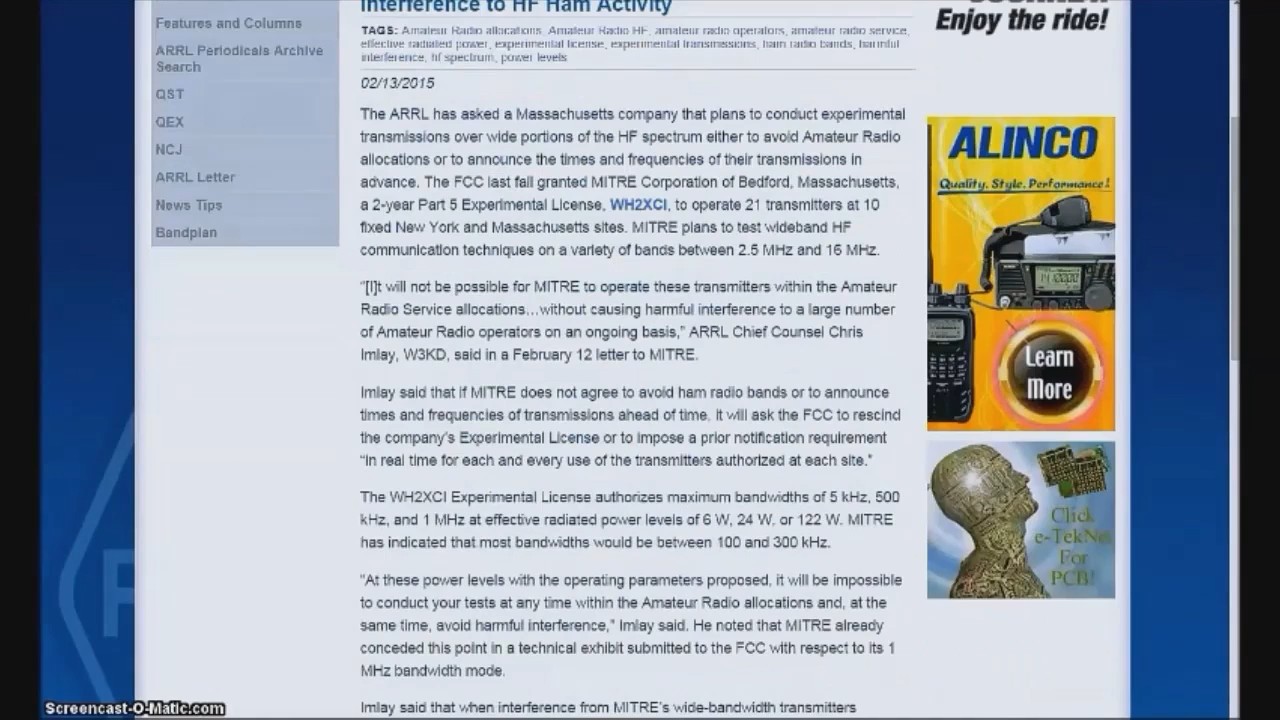 Interference to HF Ham Activity
Enjoy the ride!
Features and Columns
ARRL Periodicals Archive
Search
QST
QEX
NCJ
ARRL Letter
News Tips
Bandplan
TAGS: Amateur Radio allocations, Amateur Radio HF, amateur radio operators, amateur radio service,
effective radiated power, experimental license, experimental transmissions, ham radio bands, harmful
interference, hf spectrum, power levels
02/13/2015
The ARRL has asked a Massachusetts company that plans to conduct experimental
transmissions over wide portions of the HF spectrum either to avoid Amateur Radio
allocations or to announce the times and frequencies of their transmissions in
advance. The FCC last fall granted MITRE Corporation of Bedford, Massachusetts,
a 2-year Part 5 Experimental License, WH2XCI, to operate 21 transmitters at 10
fixed New York and Massachusetts sites. MITRE plans to test wideband HF
communication techniques on a variety of bands between 2.5 MHz and 16 MHz.
"[I]t will not be possible for MITRE to operate these transmitters within the Amateur
Radio Service allocations…without causing harmful interference to a large number
of Amateur Radio operators on an ongoing basis," ARRL Chief Counsel Chris
Imlay, W3KD, said in a February 12 letter to MITRE.
Imlay said that if MITRE does not agree to avoid ham radio bands or to announce
times and frequencies of transmissions ahead of time, it will ask the FCC to rescind
the company's Experimental License or to impose a prior notification requirement
"in real time for each and every use of the transmitters authorized at each site."
The WH2XCI Experimental License authorizes maximum bandwidths of 5 kHz, 500
kHz, and 1 MHz at effective radiated power levels of 6 W, 24 W, or 122 W. MITRE
has indicated that most bandwidths would be between 100 and 300 kHz.
"At these power levels with the operating parameters proposed, it will be impossible
to conduct your tests at any time within the Amateur Radio allocations and, at the
same time, avoid harmful interference," Imlay said. He noted that MITRE already
conceded this point in a technical exhibit submitted to the FCC with respect to its 1
MHz bandwidth mode.
Imlay said that when interference from MITRE's wide-bandwidth transmitters
ALINCO
Quality. Style. Performance!
Learn
More
Click
e-TekNet
For
PCB!
Screencast-O-Matic.com